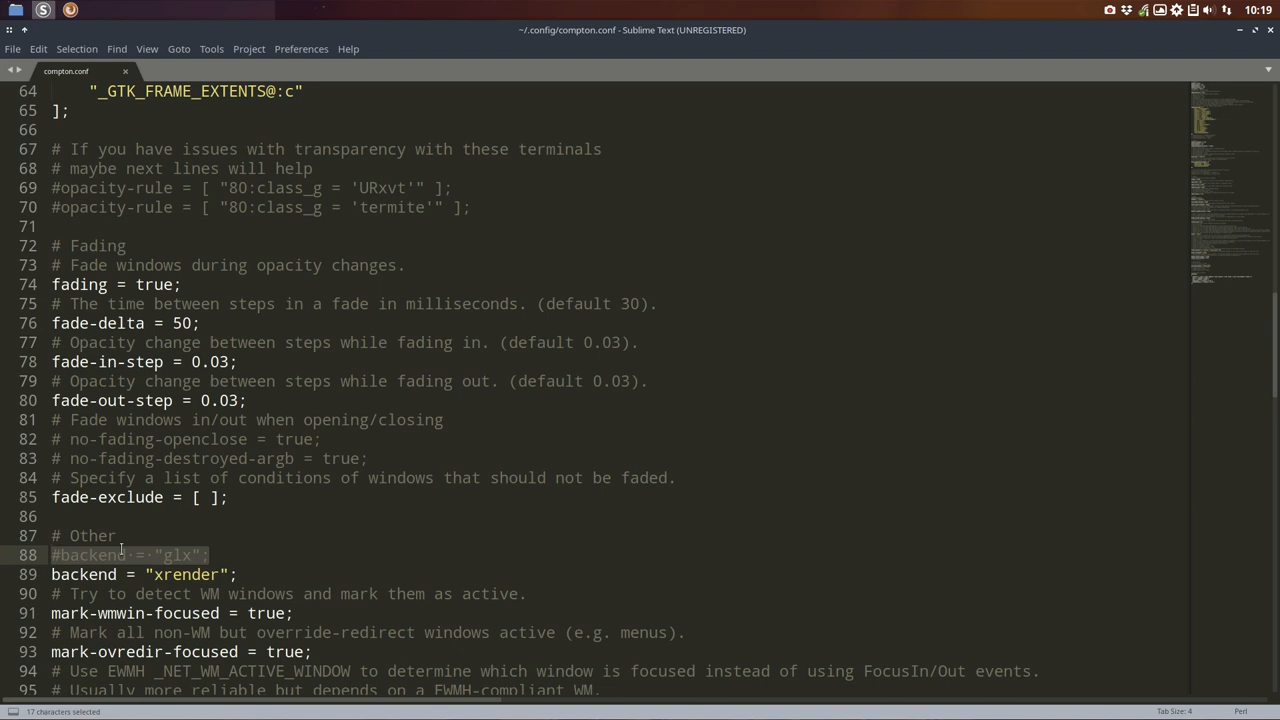 10:19
~/.config/compton.conf - Sublime Text (UNREGISTERED)
File Edit Selection Find View Goto Tools Project Preferences Help
compton.conf
64 "_GTK_FRAME_EXTENTS@:c"
65 ];
66
67 # If you have issues with transparency with these terminals
68 # maybe next lines will help
69 #opacity-rule = [ "80:class_g = 'URxvt'" ];
70 #opacity-rule = [ "80:class_g = 'termite'" ];
71
72 # Fading
73 # Fade windows during opacity changes.
74 fading = true;
75 # The time between steps in a fade in milliseconds. (default 30).
76 fade-delta = 50;
77 # Opacity change between steps while fading in. (default 0.03).
78 fade-in-step = 0.03;
79 # Opacity change between steps while fading out. (default 0.03).
80 fade-out-step = 0.03;
81 # Fade windows in/out when opening/closing
82 # no-fading-openclose = true;
83 # no-fading-destroyed-argb = true;
84 # Specify a list of conditions of windows that should not be faded.
85 fade-exclude = [ ];
86
87 # Other
88 #backend = "glx";
89 backend = "xrender";
90 # Try to detect WM windows and mark them as active.
91 mark-wmwin-focused = true;
92 # Mark all non-WM but override-redirect windows active (e.g. menus).
93 mark-ovredir-focused = true;
94 # Use EWMH _NET_WM_ACTIVE_WINDOW to determine which window is focused instead of using FocusIn/Out events.
95 # Usually more reliable but depends on a EWMH-compliant WM.
17 characters selected
Tab Size: 4
Perl